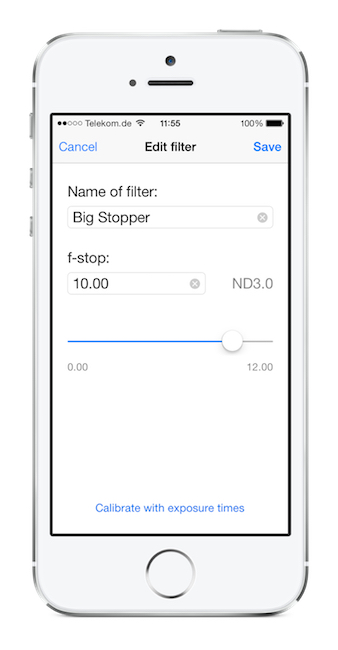 Telekom.de 11:55 100%
Cancel Edit filter Save
Name of filter:
Big Stopper
f-stop:
10.00 ND3.0
0.00 12.00
Calibrate with exposure times